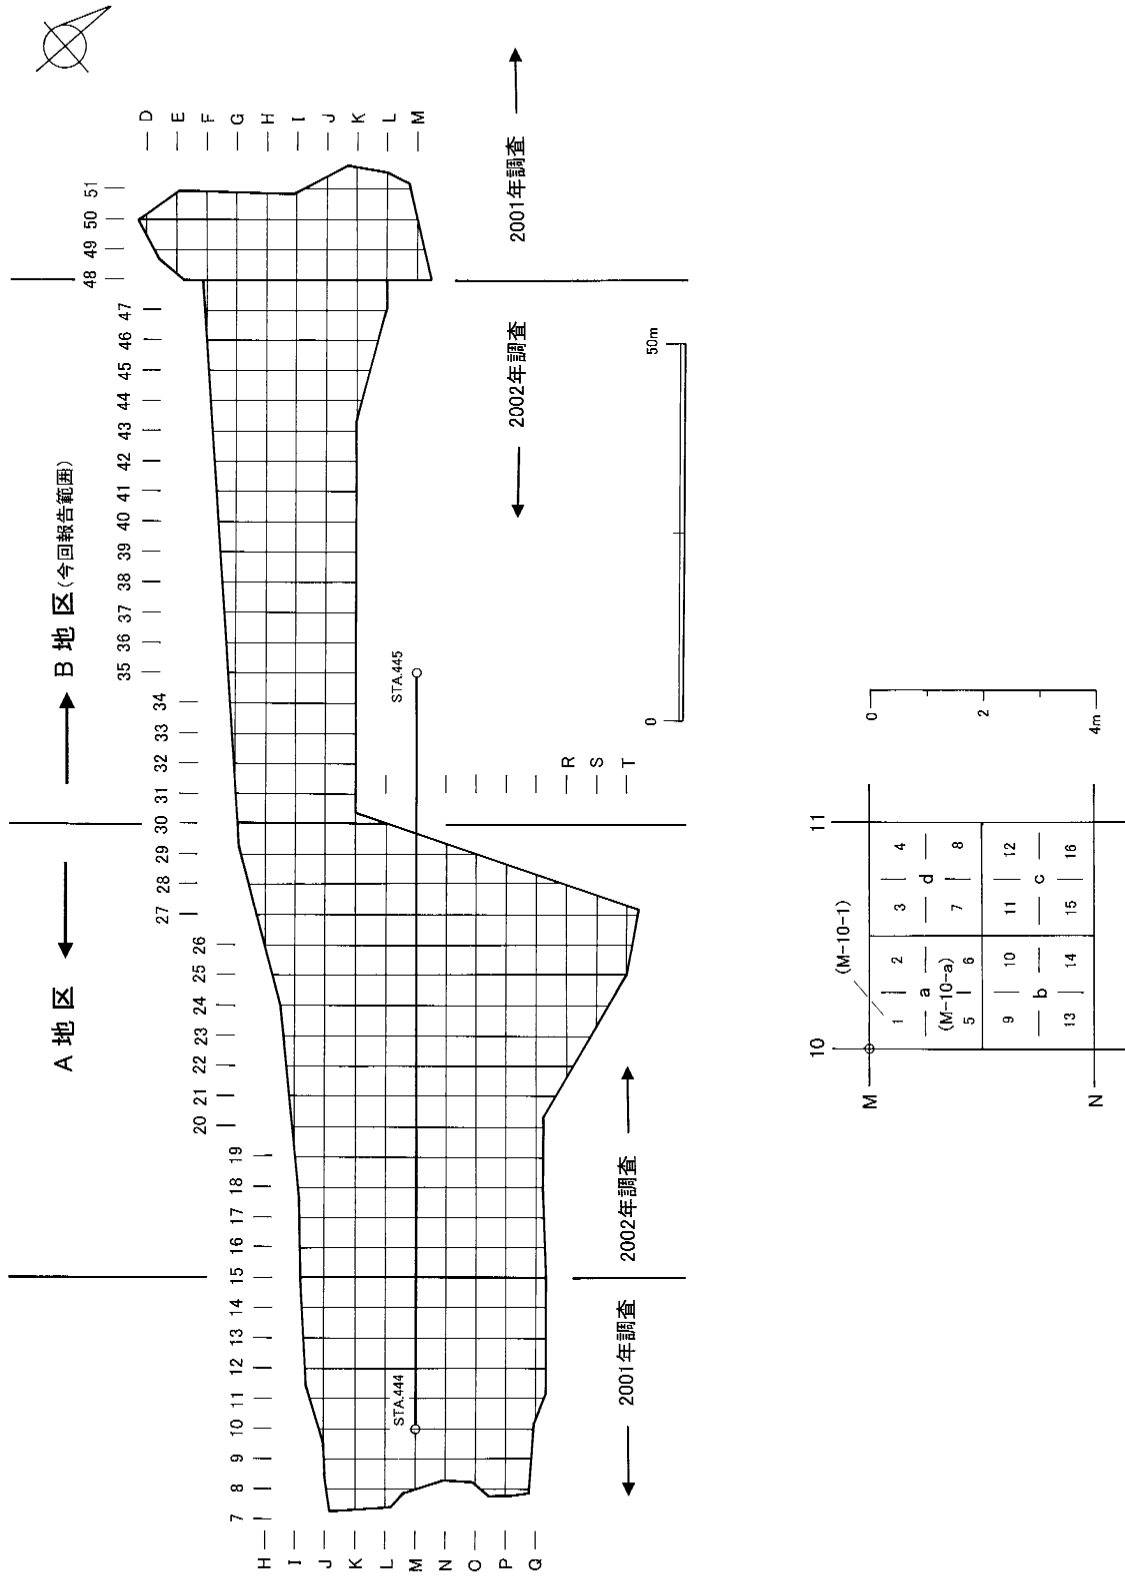 A 地 区
B 地 区 (今回報告範囲)
7 8 9 10 11 12 13 14 15 16 17 18 19 20 21 22 23 24 25 26 27 28 29 30 31 32 33 34 35 36 37 38 39 40 41 42 43 44 45 46 47 48 49 50 51
H
I
J
K
L
M
N
O
P
Q
D
E
F
G
H
I
J
K
L
M
R
S
T
STA.444
STA.445
2001年調査
2002年調査
2002年調査
2001年調査
0
50m
10
11
(M-10-1)
M
N
1 2 3 4
a d
(M-10-a)
5 6 7 8
9 10 11 12
b c
13 14 15 16
0
2
4m